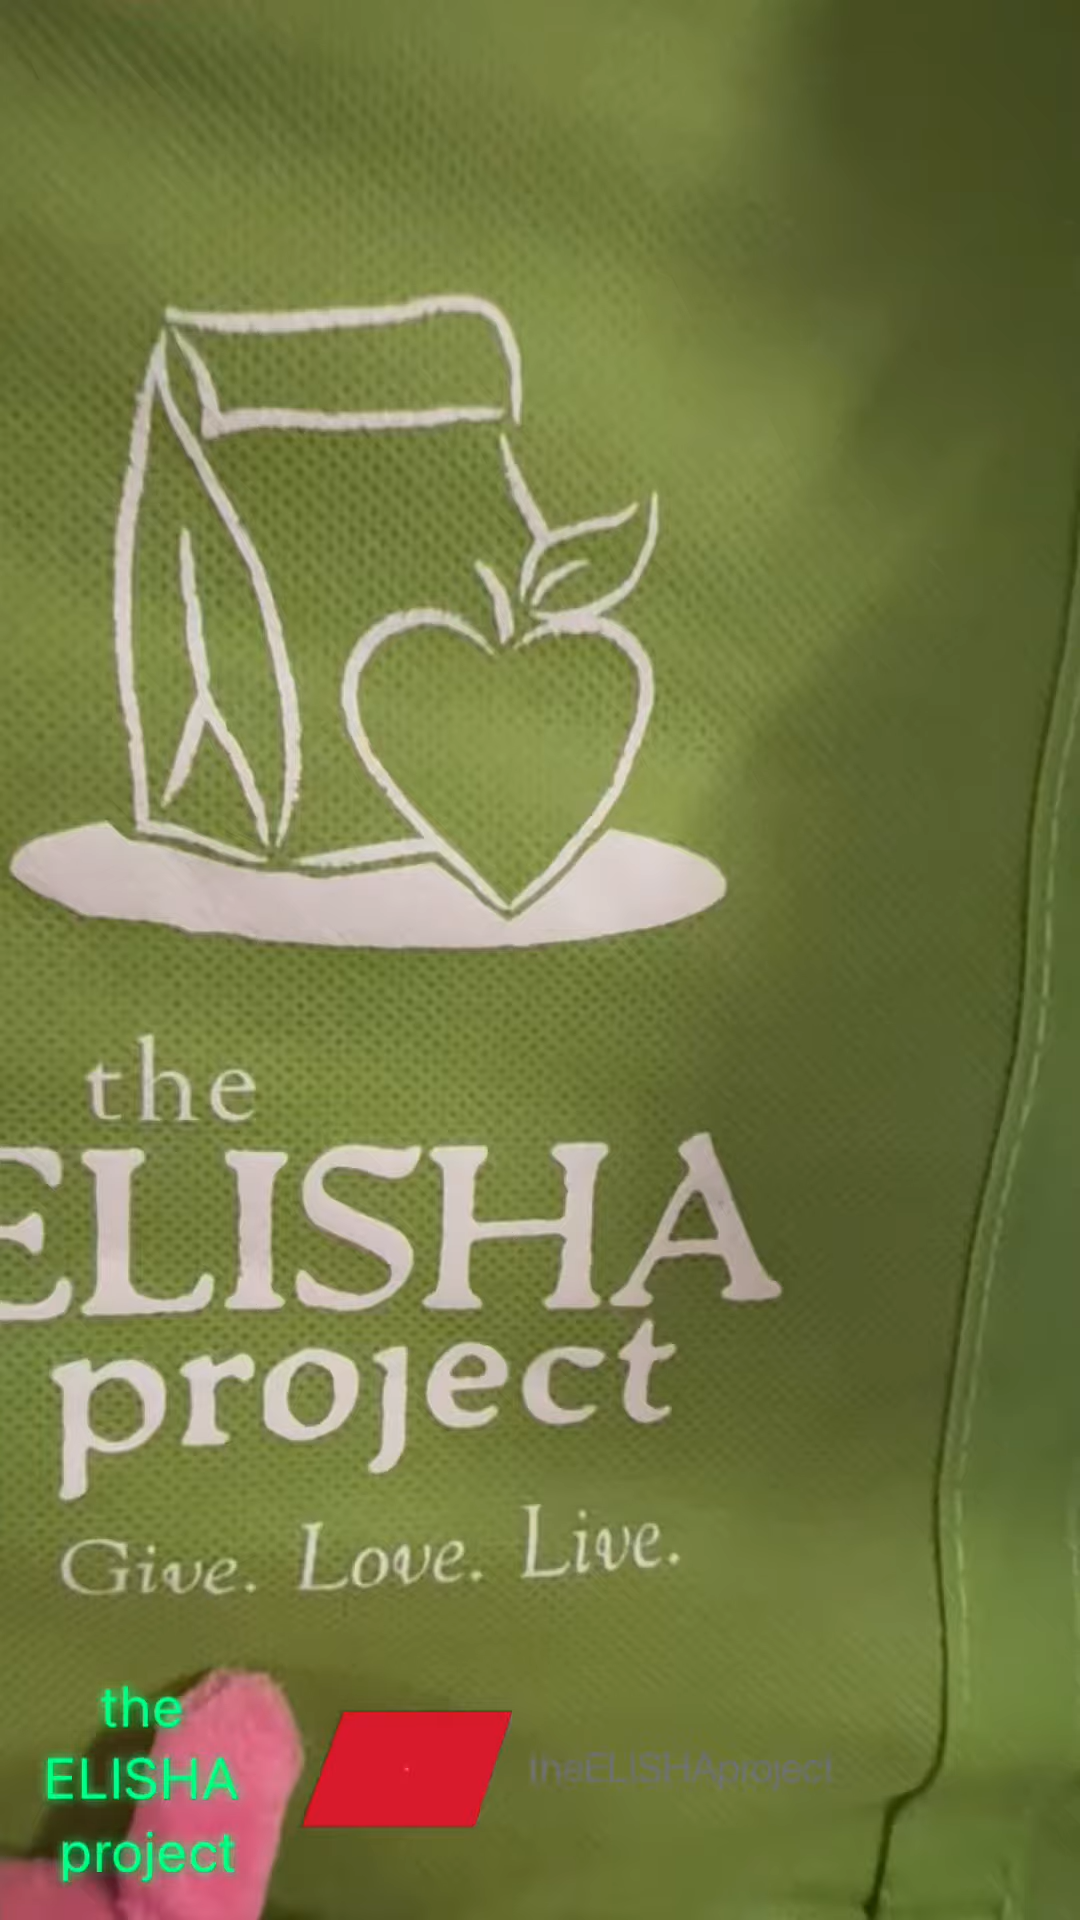 the
ELISHA
project
Give. Love. Live.
the
ELISHA
project
theELISHAproject